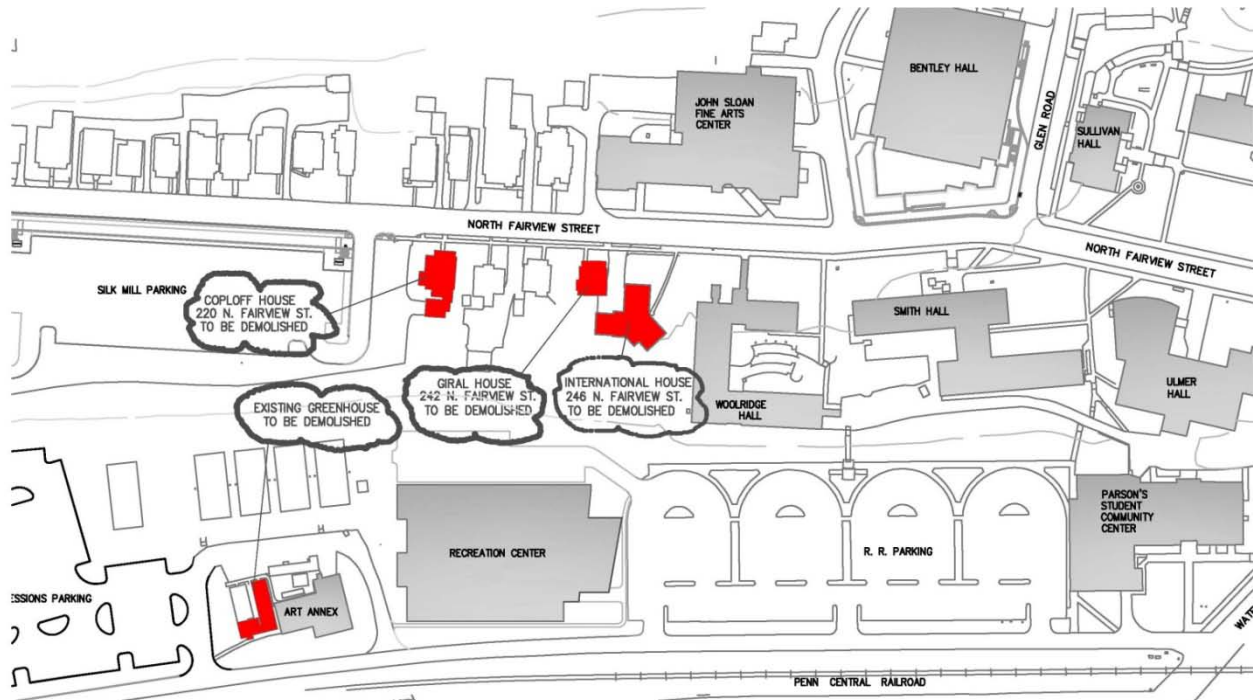 BENTLEY HALL
JOHN SLOAN
FINE ARTS
CENTER
GLEN ROAD
SULLIVAN
HALL
NORTH FAIRVIEW STREET
NORTH FAIRVIEW STREET
SILK MILL PARKING
COPLOFF HOUSE
220 N. FAIRVIEW ST.
TO BE DEMOLISHED
SMITH HALL
GIRAL HOUSE
242 N. FAIRVIEW ST.
TO BE DEMOLISHED
INTERNATIONAL HOUSE
246 N. FAIRVIEW ST.
TO BE DEMOLISHED
WOOLRIDGE
HALL
ULMER
HALL
EXISTING GREENHOUSE
TO BE DEMOLISHED
PARSON'S
STUDENT
COMMUNITY
CENTER
RECREATION CENTER
R. R. PARKING
ESSIONS PARKING
ART ANNEX
WATE
PENN CENTRAL RAILROAD